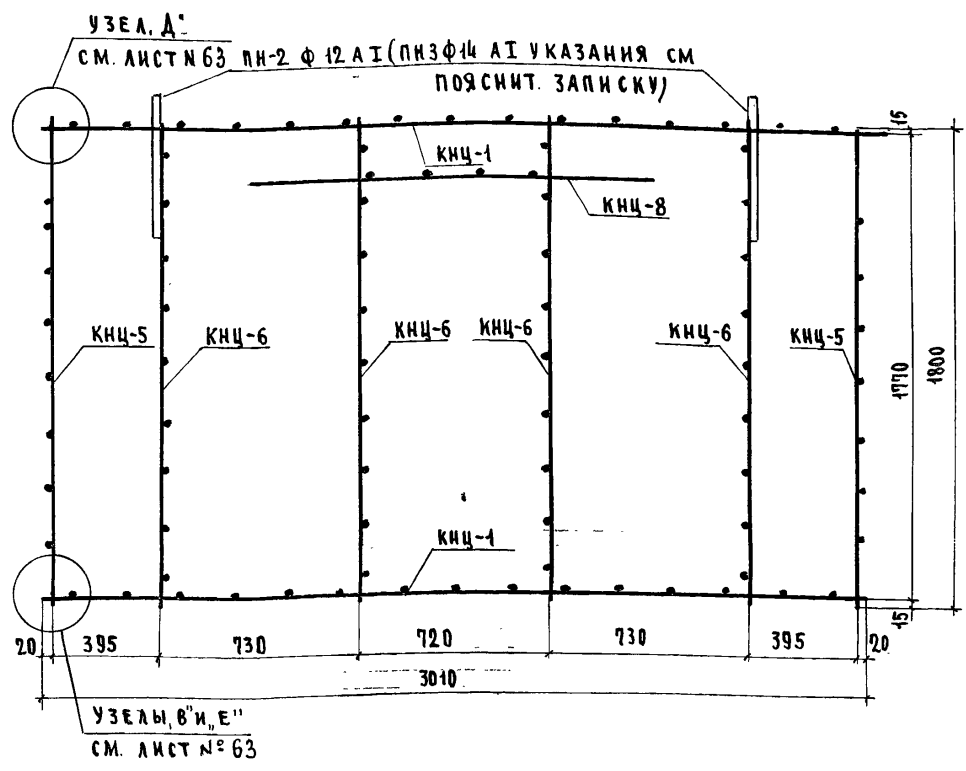 УЗЕЛ „Д"
СМ. ЛИСТ N 63
ПН-2 Ф 12 А I (ПН3 Ф14 А I УКАЗАНИЯ СМ
ПОЯСНИТ. ЗАПИСКУ)
15
КНЦ-1
КНЦ-8
КНЦ-5
КНЦ-6
КНЦ-6
КНЦ-6
КНЦ-6
КНЦ-5
1770
1800
КНЦ-1
15
20 395 730 720 730 395 20
3010
УЗЕЛЫ „В" И „Е"
СМ. ЛИСТ № 63